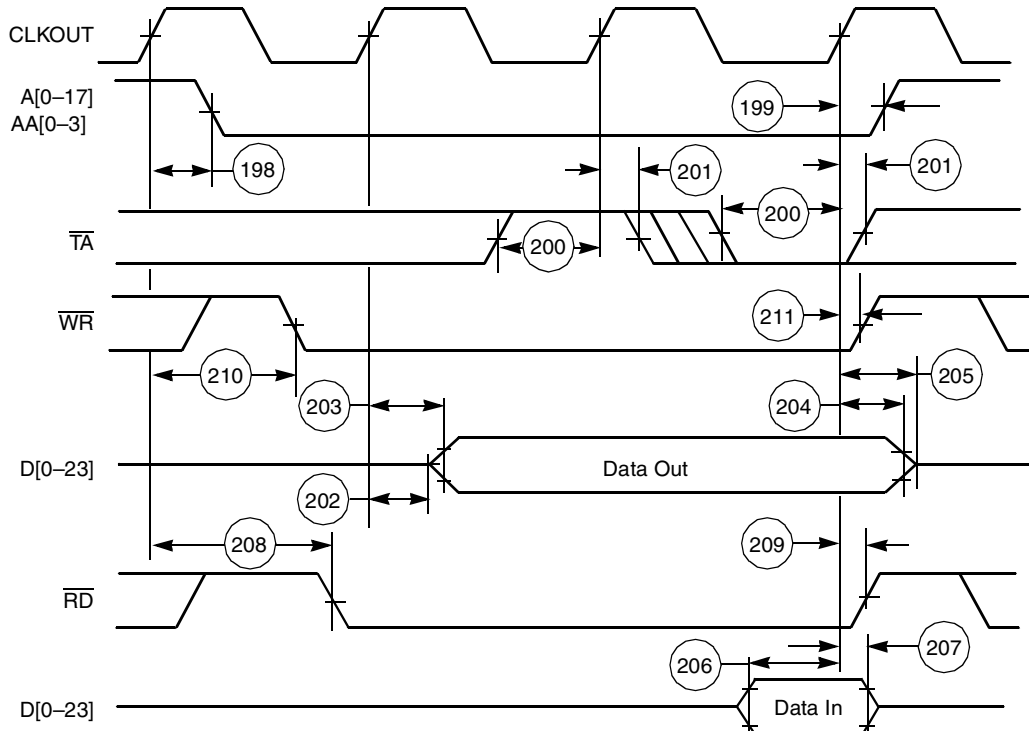 CLKOUT
A[0–17]
AA[0–3]
199
198
201
201
TA
200
200
WR
211
210
203
204
205
D[0–23]
Data Out
202
208
209
RD
206
207
D[0–23]
Data In